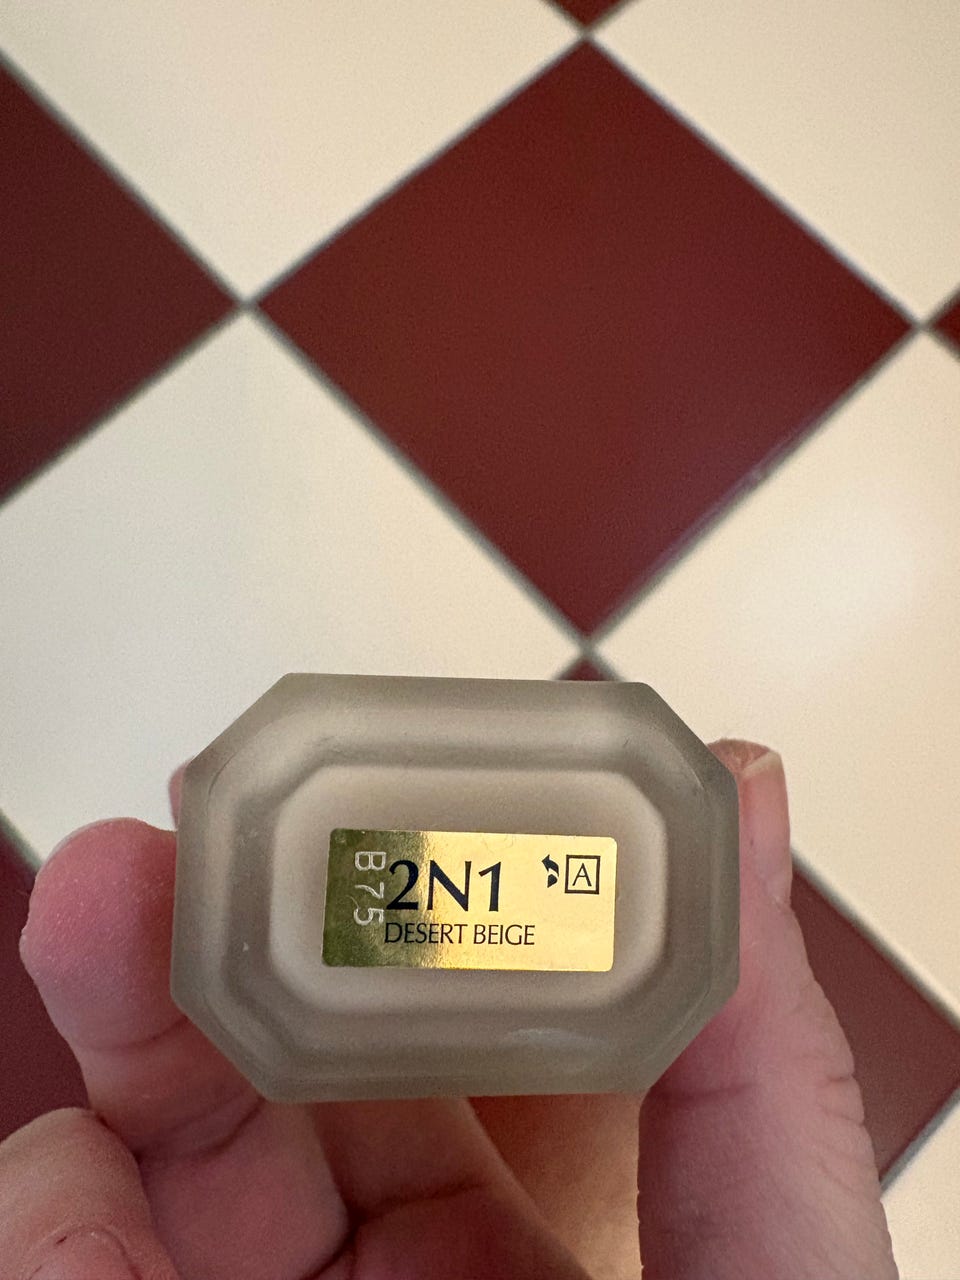 B75
2N1
A
DESERT BEIGE